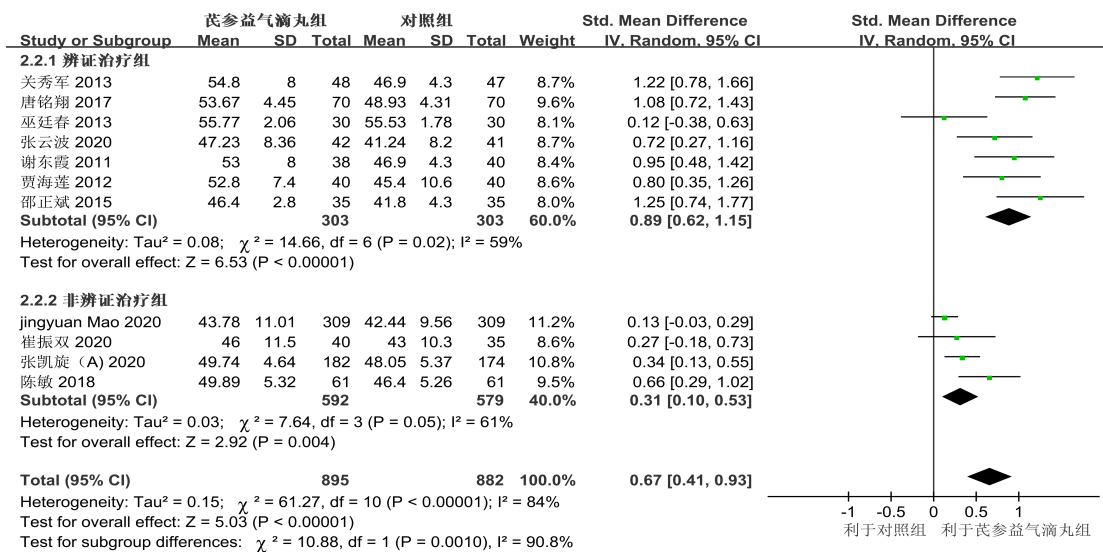 芪参益气滴丸组 对照组 Std. Mean Difference Std. Mean Difference
Study or Subgroup Mean SD Total Mean SD Total Weight IV, Random, 95% CI IV, Random, 95% CI
2.2.1 辨证治疗组
关秀军 2013 54.8 8 48 46.9 4.3 47 8.7% 1.22 [0.78, 1.66]
唐铭翔 2017 53.67 4.45 70 48.93 4.31 70 9.6% 1.08 [0.72, 1.43]
巫廷春 2013 55.77 2.06 30 55.53 1.78 30 8.1% 0.12 [-0.38, 0.63]
张云波 2020 47.23 8.36 42 41.24 8.2 41 8.7% 0.72 [0.27, 1.16]
谢东霞 2011 53 8 38 46.9 4.3 40 8.5% 0.95 [0.48, 1.42]
贾海莲 2012 52.8 7.4 40 45.4 10.6 40 8.6% 0.80 [0.35, 1.26]
邵正斌 2015 46.4 2.8 35 41.8 4.3 35 8.0% 1.25 [0.74, 1.77]
Subtotal (95% CI) 303 303 60.0% 0.89 [0.62, 1.15]
Heterogeneity: Tau² = 0.08; χ² = 14.66, df = 6 (P = 0.02); I² = 59%
Test for overall effect: Z = 6.53 (P < 0.00001)
2.2.2 非辨证治疗组
jingyuan Mao 2020 43.78 11.01 309 42.44 9.56 309 11.2% 0.13 [-0.03, 0.29]
崔振双 2020 46 11.5 40 43 10.3 35 8.6% 0.27 [-0.18, 0.73]
张凯旋（A) 2020 49.74 4.64 182 48.05 5.37 174 10.8% 0.34 [0.13, 0.55]
陈敏 2018 49.89 5.32 61 46.4 5.26 61 9.5% 0.66 [0.29, 1.02]
Subtotal (95% CI) 592 579 40.0% 0.31 [0.10, 0.53]
Heterogeneity: Tau² = 0.03; χ² = 7.64, df = 3 (P = 0.05); I² = 61%
Test for overall effect: Z = 2.92 (P = 0.004)
Total (95% CI) 895 882 100.0% 0.67 [0.41, 0.93]
Heterogeneity: Tau² = 0.15; χ² = 61.27, df = 10 (P < 0.00001); I² = 84%
Test for overall effect: Z = 5.03 (P < 0.00001)
Test for subgroup differences: χ² = 10.88, df = 1 (P = 0.0010), I² = 90.8%
-1 -0.5 0 0.5 1
利于对照组 利于芪参益气滴丸组